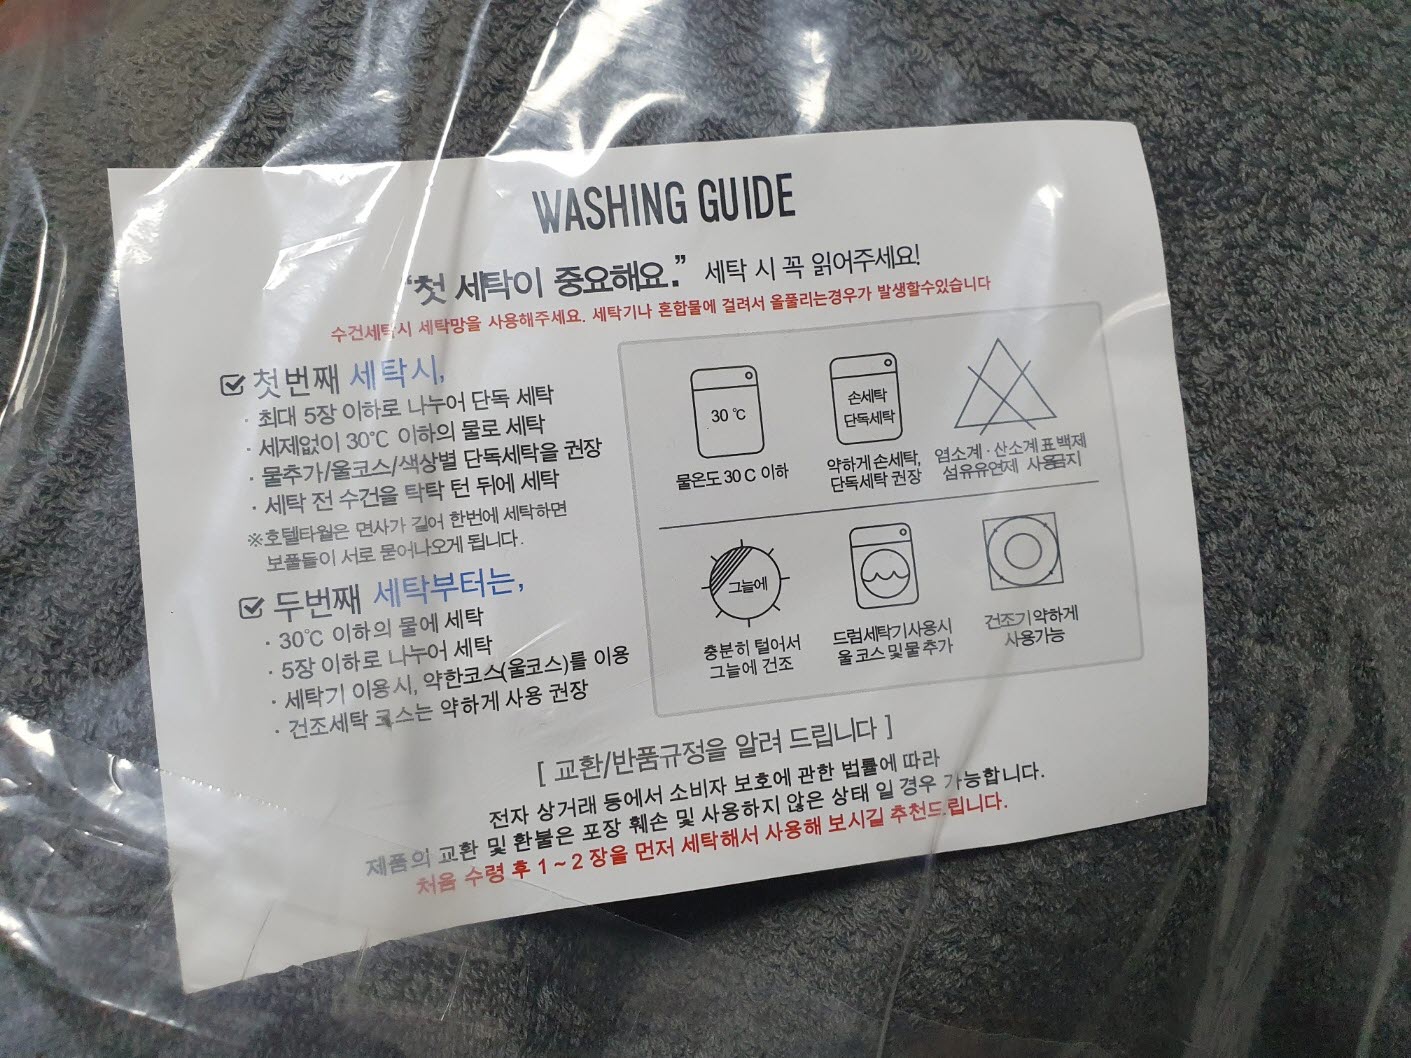 WASHING GUIDE
"첫 세탁이 중요해요." 세탁 시 꼭 읽어주세요!
수건세탁시 세탁망을 사용해주세요. 세탁기나 혼합물에 걸려서 올풀리는경우가 발생할수있습니다
첫번째 세탁시,
· 최대 5장 이하로 나누어 단독 세탁
· 세제없이 30℃ 이하의 물로 세탁
· 물추가/울코스/색상별 단독세탁을 권장
· 세탁 전 수건을 탁탁 턴 뒤에 세탁
※호텔타월은 면사가 길어 한번에 세탁하면
보풀들이 서로 묻어나오게 됩니다.
두번째 세탁부터는,
· 30℃ 이하의 물에 세탁
· 5장 이하로 나누어 세탁
· 세탁기 이용시, 약한코스(울코스)를 이용
· 건조세탁 코스는 약하게 사용 권장
30 ℃
물온도 30 C 이하
손세탁
단독세탁
약하게 손세탁,
단독세탁 권장
염소계 · 산소계 표백제
섬유유연제 사용금지
그늘에
충분히 털어서
그늘에 건조
드럼세탁기사용시
울코스 및 물 추가
건조기 약하게
사용가능
[ 교환/반품규정을 알려 드립니다 ]
전자 상거래 등에서 소비자 보호에 관한 법률에 따라
제품의 교환 및 환불은 포장 훼손 및 사용하지 않은 상태 일 경우 가능합니다.
처음 수령 후 1 ~ 2 장을 먼저 세탁해서 사용해 보시길 추천드립니다.